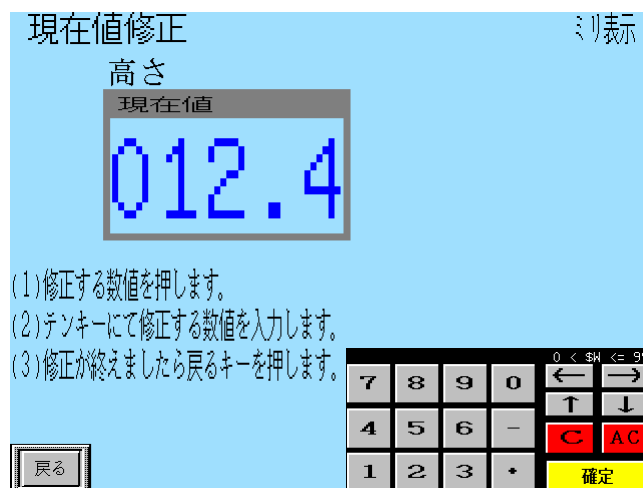 現在値修正
ミリ表示
高さ
現在値
012.4
(1)修正する数値を押します。
(2)テンキーにて修正する数値を入力します。
(3)修正が終えましたら戻るキーを押します。
0 < $W <= 9
7 8 9 0 ← →
↑ ↓
4 5 6 - C AC
1 2 3 . 確定
戻る